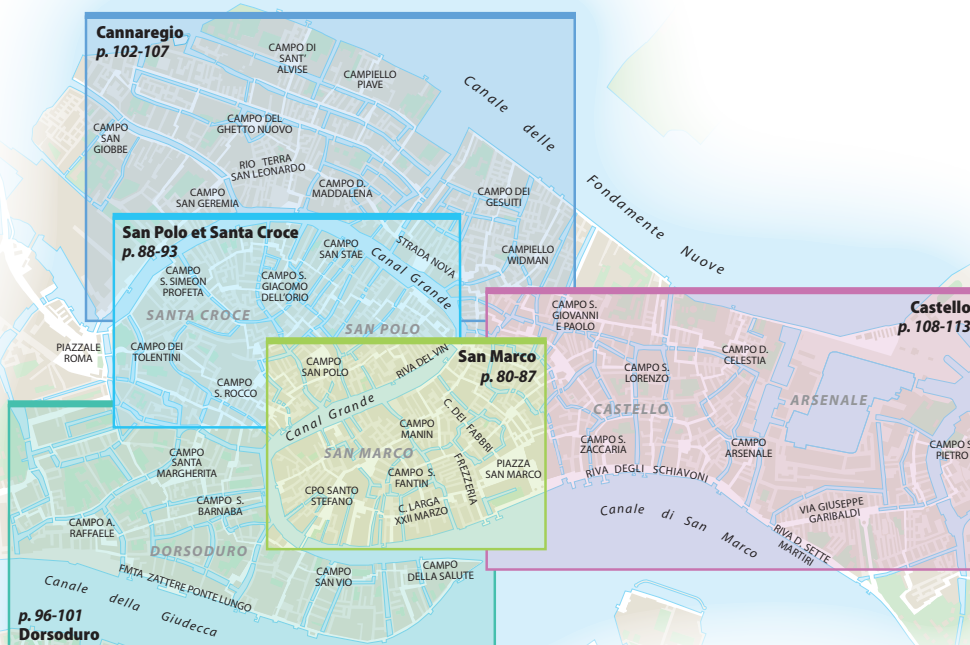 Cannaregio
p. 102-107
CAMPO DI
SANT'
ALVISE
CAMPIELLO
PIAVE
Canale delle
Fondamente Nuove
CAMPO
SAN
GIOBBE
CAMPO DEL
GHETTO NUOVO
RIO TERRA
SAN LEONARDO
CAMPO
SAN GEREMIA
CAMPO D.
MADDALENA
CAMPO DEI
GESUITI
CAMPIELLO
WIDMAN
STRADA NOVA
San Polo et Santa Croce
p. 88-93
CAMPO
SAN STAE
Canal Grande
CAMPO
S. SIMEON
PROFETA
CAMPO S.
GIACOMO
DELL'ORIO
SANTA CROCE
SAN POLO
PIAZZALE
ROMA
CAMPO DEI
TOLENTINI
CAMPO
S. ROCCO
San Marco
p. 80-87
CAMPO
SAN POLO
RIVA DEL VIN
Canal Grande
CAMPO
MANIN
C. DEI FABBRI
SAN MARCO
CAMPO S.
FANTIN
FREZZERIA
PIAZZA
SAN MARCO
CPO SANTO
STEFANO
C. LARGA
XXII MARZO
Castello
p. 108-113
CAMPO S.
GIOVANNI
E PAOLO
CAMPO D.
CELESTIA
CAMPO S.
LORENZO
CASTELLO
ARSENALE
CAMPO S.
ZACCARIA
CAMPO
ARSENALE
CAMPO S
PIETRO
RIVA DEGLI SCHIAVONI
Canale di San Marco
VIA GIUSEPPE
GARIBALDI
RIVA D. SETTE
MARTIRI
CAMPO
SANTA
MARGHERITA
CAMPO S.
BARNABA
CAMPO A.
RAFFAELE
DORSODURO
CAMPO
SAN VIO
CAMPO
DELLA SALUTE
FMTA ZATTERE PONTE LUNGO
Canale della Giudecca
p. 96-101
Dorsoduro